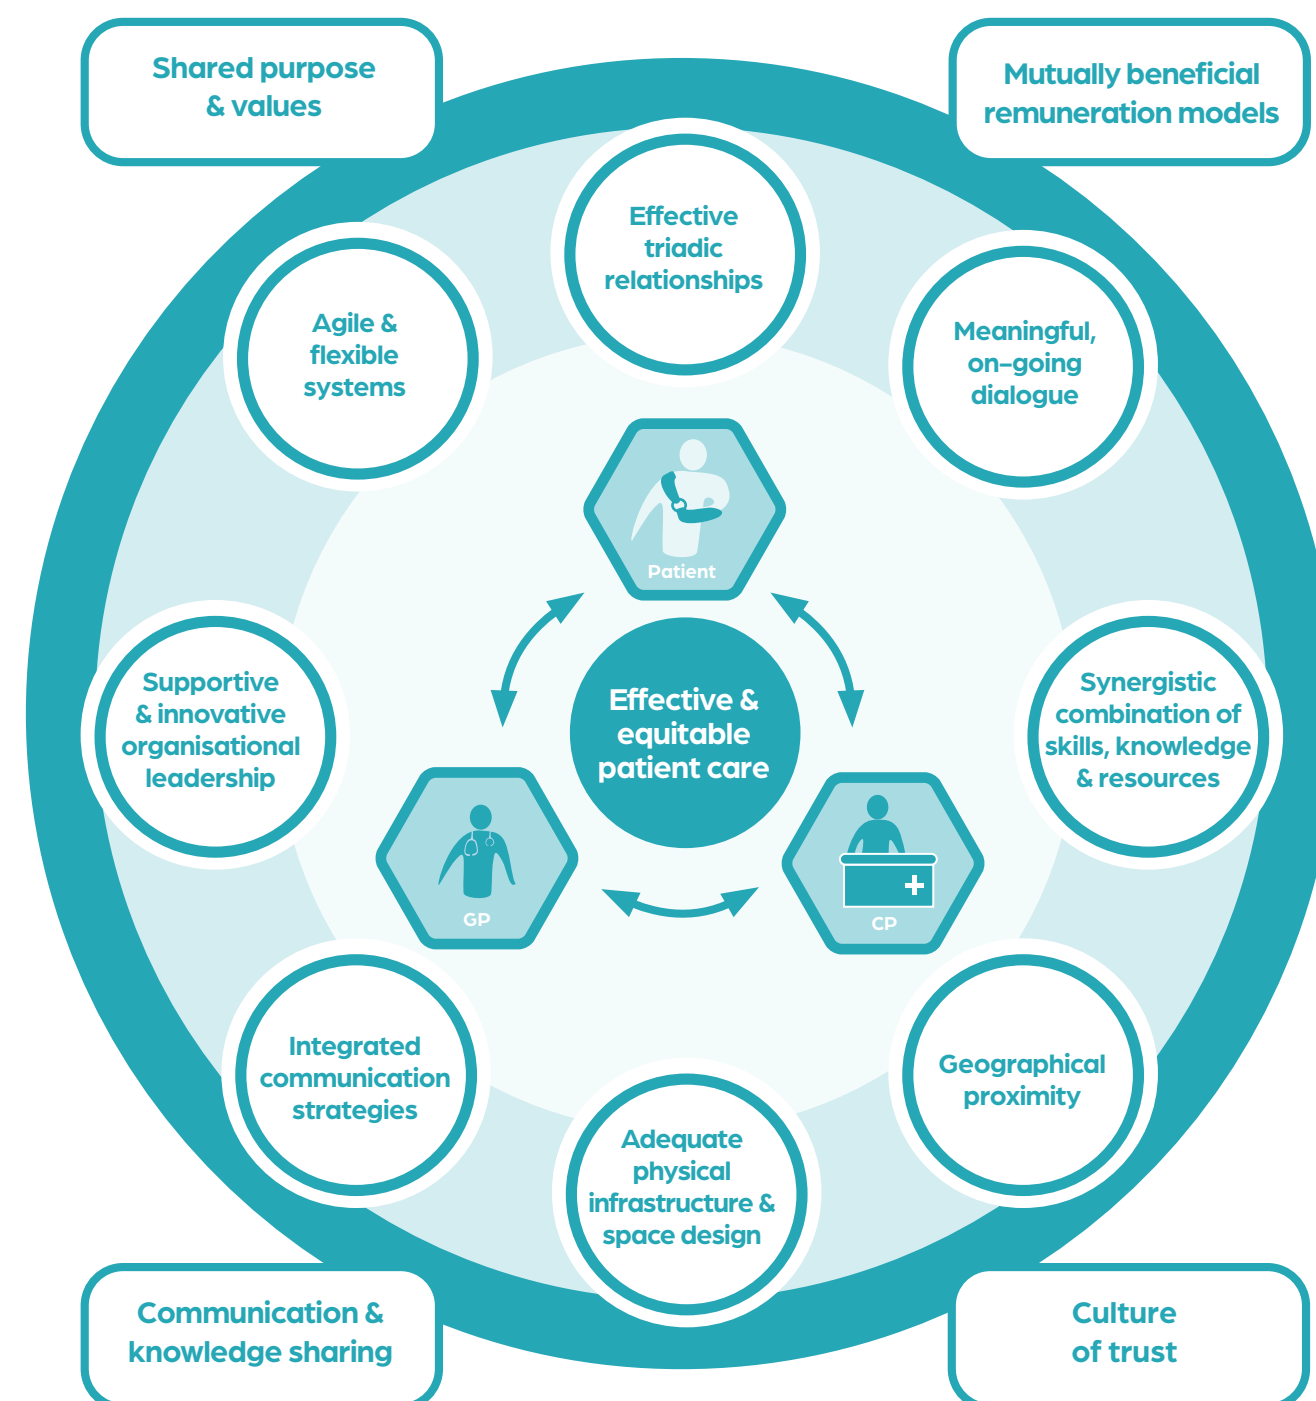 Shared purpose
& values
Mutually beneficial
remuneration models
Effective
triadic
relationships
Agile &
flexible
systems
Meaningful,
on-going
dialogue
Patient
Supportive
& innovative
organisational
leadership
Effective &
equitable
patient care
Synergistic
combination of
skills, knowledge
& resources
GP
CP
Integrated
communication
strategies
Geographical
proximity
Adequate
physical
infrastructure &
space design
Communication &
knowledge sharing
Culture
of trust